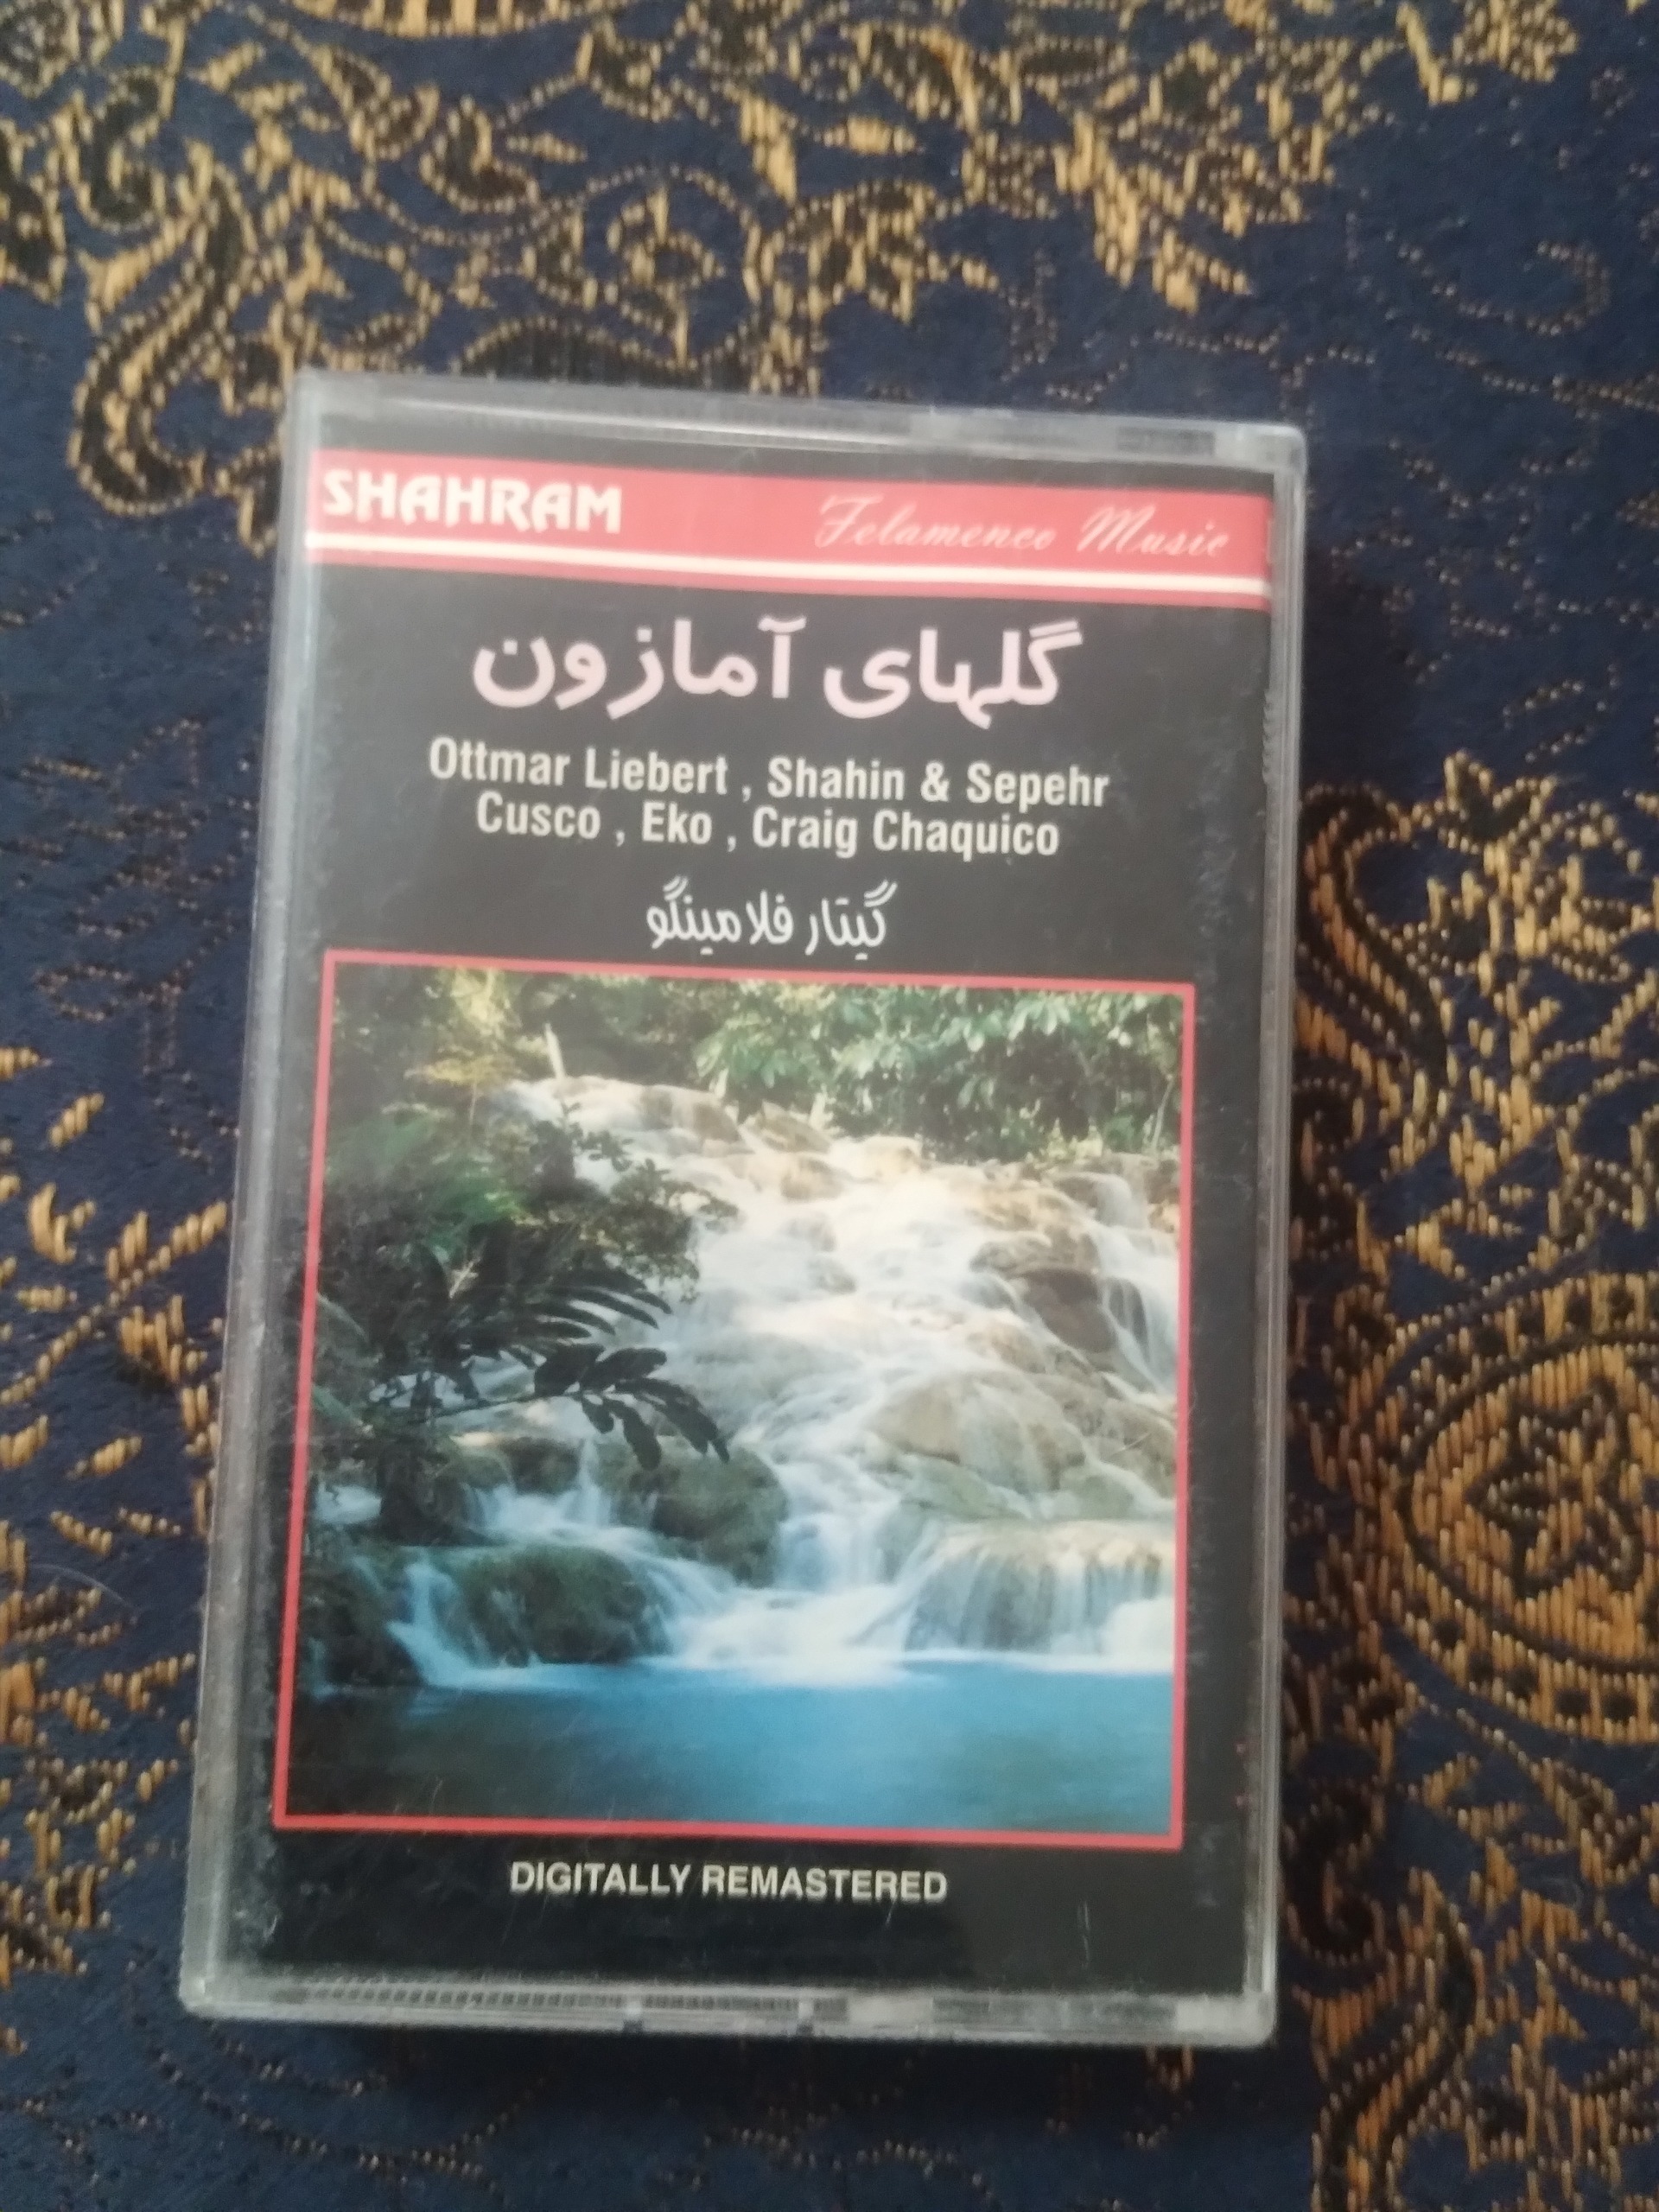 SHAHRAM Felamenco Music
گلهای آمازون
Ottmar Liebert , Shahin & Sepehr
Cusco , Eko , Craig Chaquico
گیتار فلامینگو
DIGITALLY REMASTERED